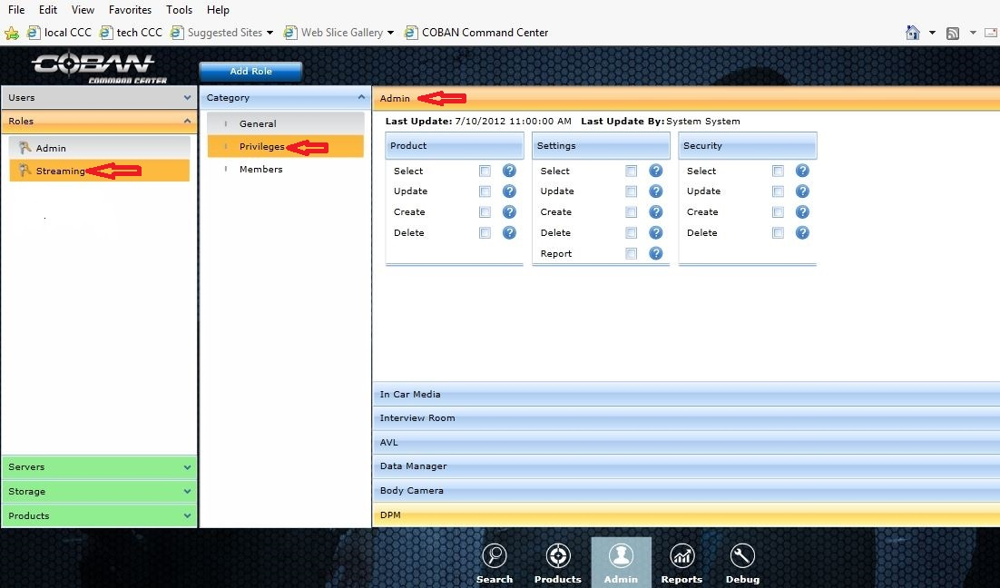 File Edit View Favorites Tools Help
local CCC tech CCC Suggested Sites Web Slice Gallery COBAN Command Center
COBAN
COMMAND CENTER
Add Role
Users
Roles
Admin
Streaming
Servers
Storage
Products
Category
General
Privileges
Members
Admin
Last Update: 7/10/2012 11:00:00 AM Last Update By: System System
Product
Select
Update
Create
Delete
Settings
Select
Update
Create
Delete
Report
Security
Select
Update
Create
Delete
In Car Media
Interview Room
AVL
Data Manager
Body Camera
DPM
Search Products Admin Reports Debug